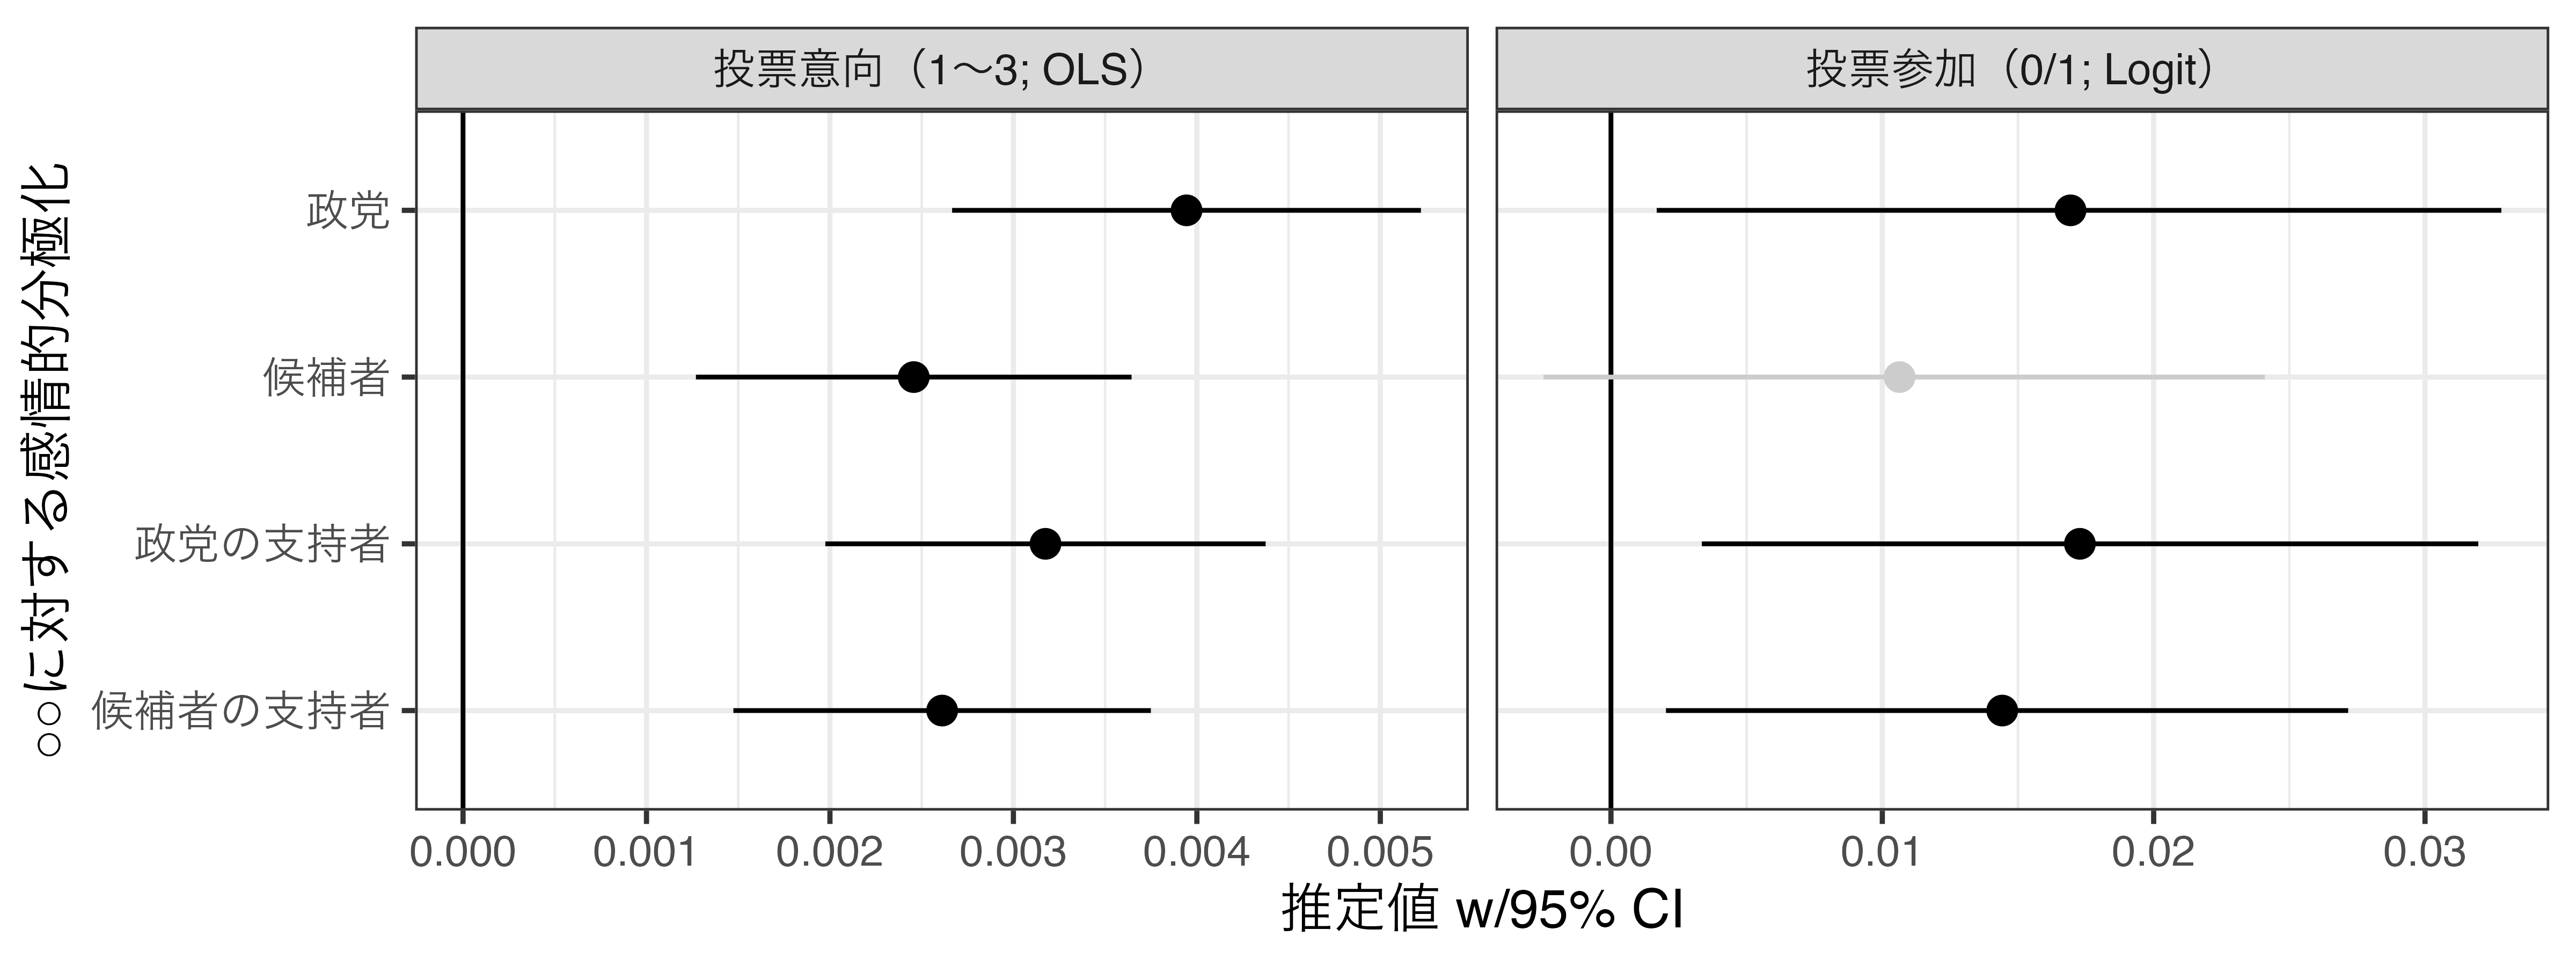 投票意向（1〜3; OLS）
投票参加（0/1; Logit）
○○に対する感情的分極化
政党
候補者
政党の支持者
候補者の支持者
0.000 0.001 0.002 0.003 0.004 0.005
0.00 0.01 0.02 0.03
推定値 w/95% CI